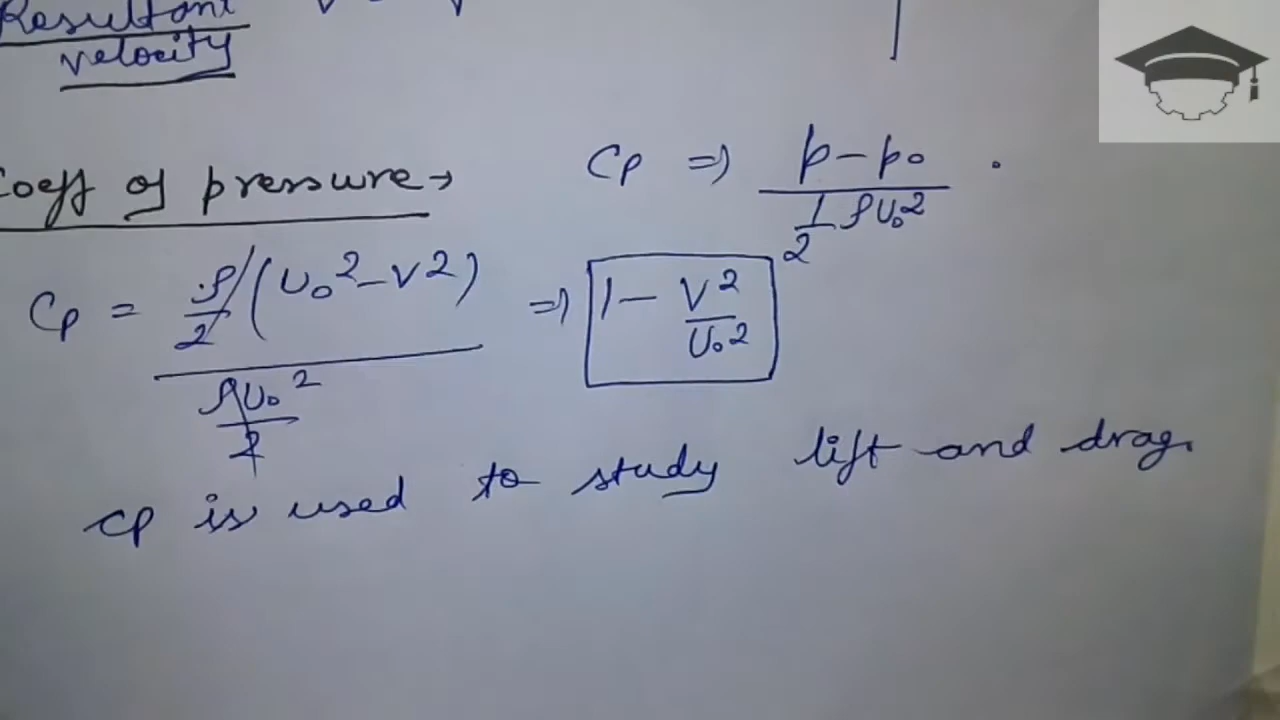 Resultant
velocity
Coeff of pressure→
Cp ⇒ p-p₀ / 1/2 ρU₀² .
Cp = ρ/2 (U₀²-V²) / ρU₀²/2 ⇒ 1 - V²/U₀²
Cp is used to study lift and drag.